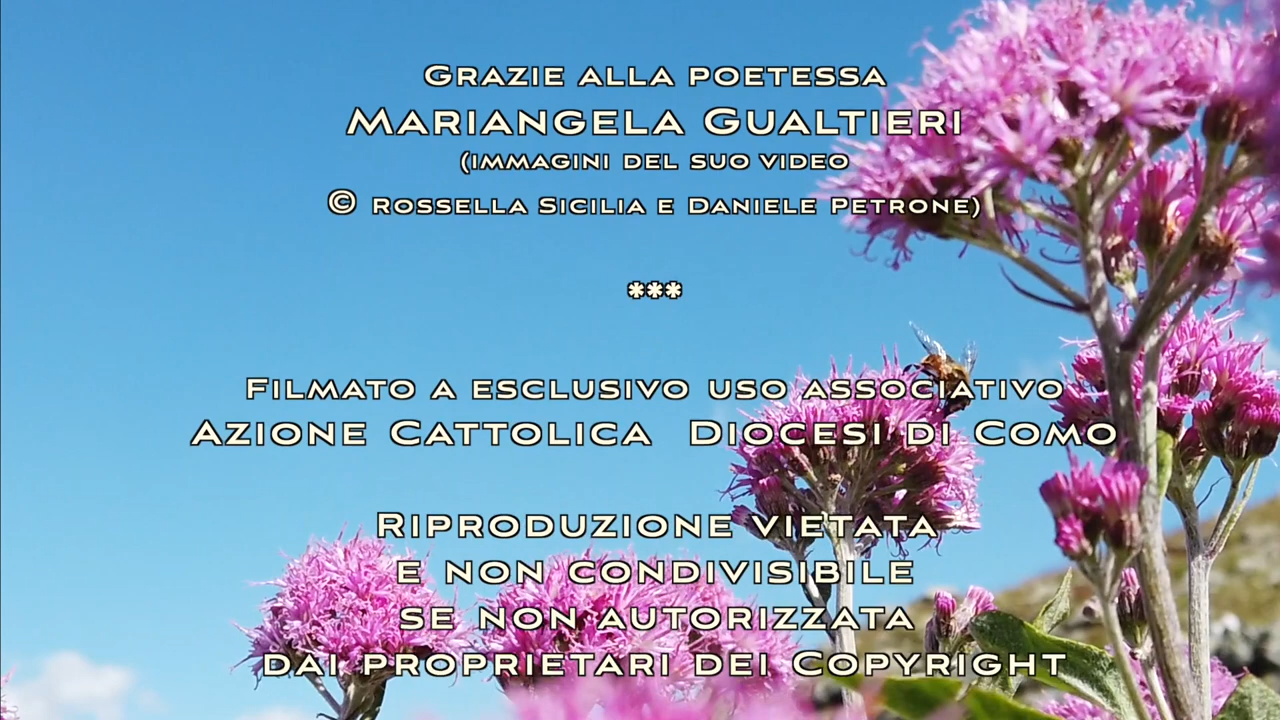 Grazie alla poetessa
Mariangela Gualtieri
(immagini del suo video
© Rossella Sicilia e Daniele Petrone)
***
Filmato a esclusivo uso associativo
Azione Cattolica Diocesi di Como
Riproduzione vietata
e non condivisibile
se non autorizzata
dai proprietari dei Copyright